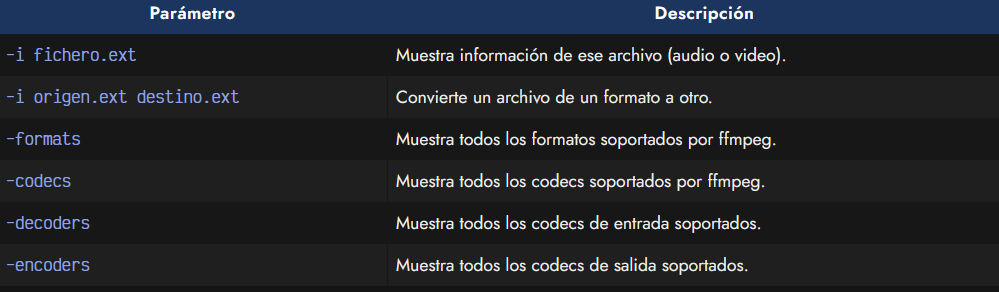 Parámetro Descripción
-i fichero.ext Muestra información de ese archivo (audio o video).
-i origen.ext destino.ext Convierte un archivo de un formato a otro.
-formats Muestra todos los formatos soportados por ffmpeg.
-codecs Muestra todos los codecs soportados por ffmpeg.
-decoders Muestra todos los codecs de entrada soportados.
-encoders Muestra todos los codecs de salida soportados.